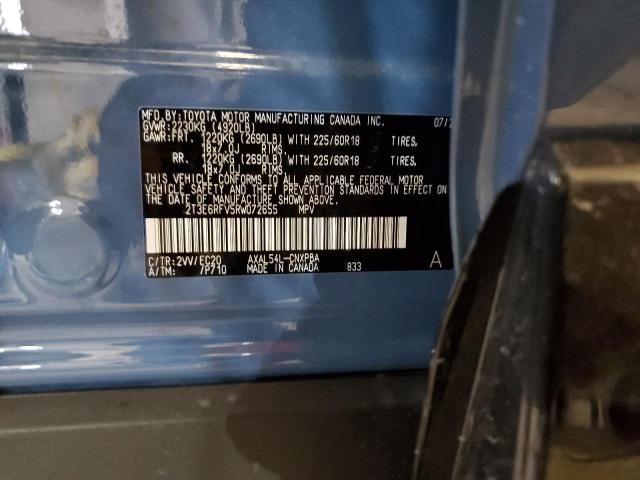 MFD.BY:TOYOTA MOTOR MANUFACTURING CANADA INC. 07/2
GVWR:2230KG (4920LB)
GAWR:FRT. 1220KG (2690LB) WITH 225/60R18 TIRES,
18x7.0J RIMS,
RR. 1220KG (2690LB) WITH 225/60R18 TIRES,
18x7.0J RIMS,
THIS VEHICLE CONFORMS TO ALL APPLICABLE FEDERAL MOTOR
VEHICLE SAFETY AND THEFT PREVENTION STANDARDS IN EFFECT ON
THE DATE OF MANUFACTURE SHOWN ABOVE.
2T3E6RFV5RW072655 MPV
C/TR:2VV/EC20 AXAL54L-CNXPBA
A/TM: 7P710 MADE IN CANADA 833 A